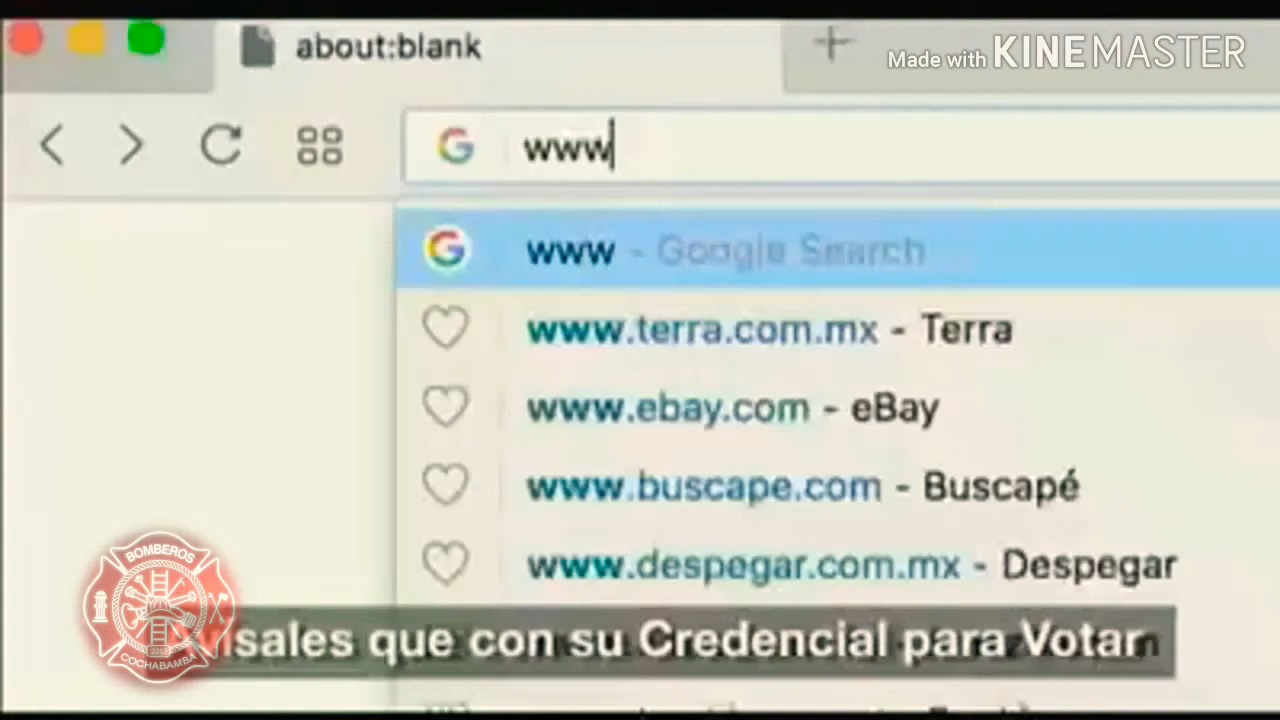 about:blank
Made with KINEMASTER
www
www - Google Search
www.terra.com.mx - Terra
www.ebay.com - eBay
www.buscape.com - Buscapé
www.despegar.com.mx - Despegar
que con su Credencial para Votar
BOMBEROS
COCHABAMBA